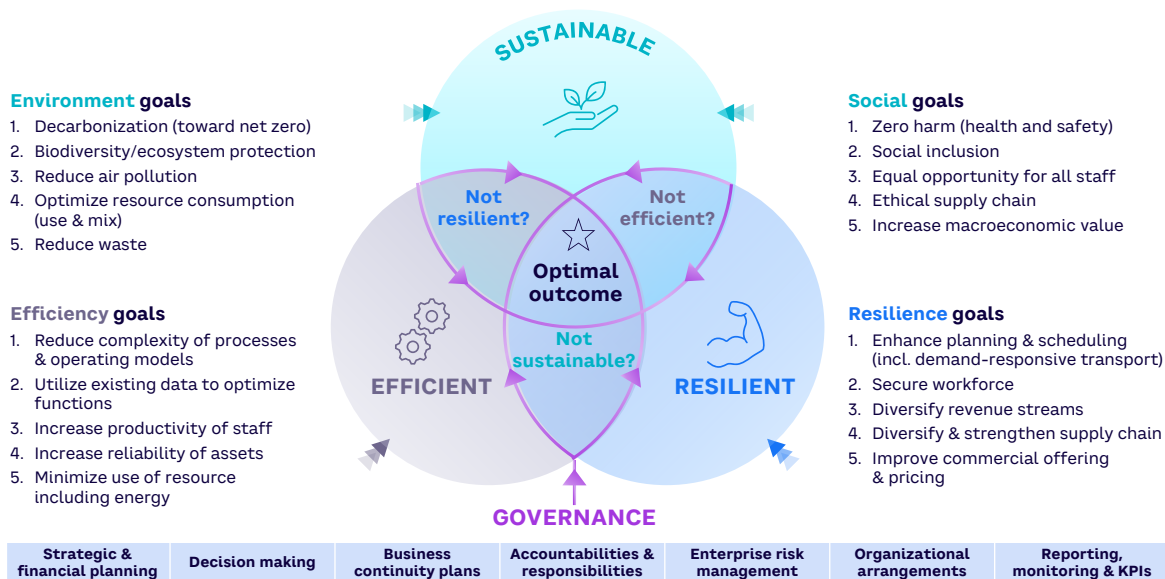 SUSTAINABLE
Environment goals
1. Decarbonization (toward net zero)
2. Biodiversity/ecosystem protection
3. Reduce air pollution
4. Optimize resource consumption
(use & mix)
5. Reduce waste
Social goals
1. Zero harm (health and safety)
2. Social inclusion
3. Equal opportunity for all staff
4. Ethical supply chain
5. Increase macroeconomic value
Not
resilient?
Not
efficient?
Optimal
outcome
Not
sustainable?
EFFICIENT
RESILIENT
Efficiency goals
1. Reduce complexity of processes
& operating models
2. Utilize existing data to optimize
functions
3. Increase productivity of staff
4. Increase reliability of assets
5. Minimize use of resource
including energy
Resilience goals
1. Enhance planning & scheduling
(incl. demand-responsive transport)
2. Secure workforce
3. Diversify revenue streams
4. Diversify & strengthen supply chain
5. Improve commercial offering
& pricing
GOVERNANCE
Strategic &
financial planning
Decision making
Business
continuity plans
Accountabilities &
responsibilities
Enterprise risk
management
Organizational
arrangements
Reporting,
monitoring & KPIs